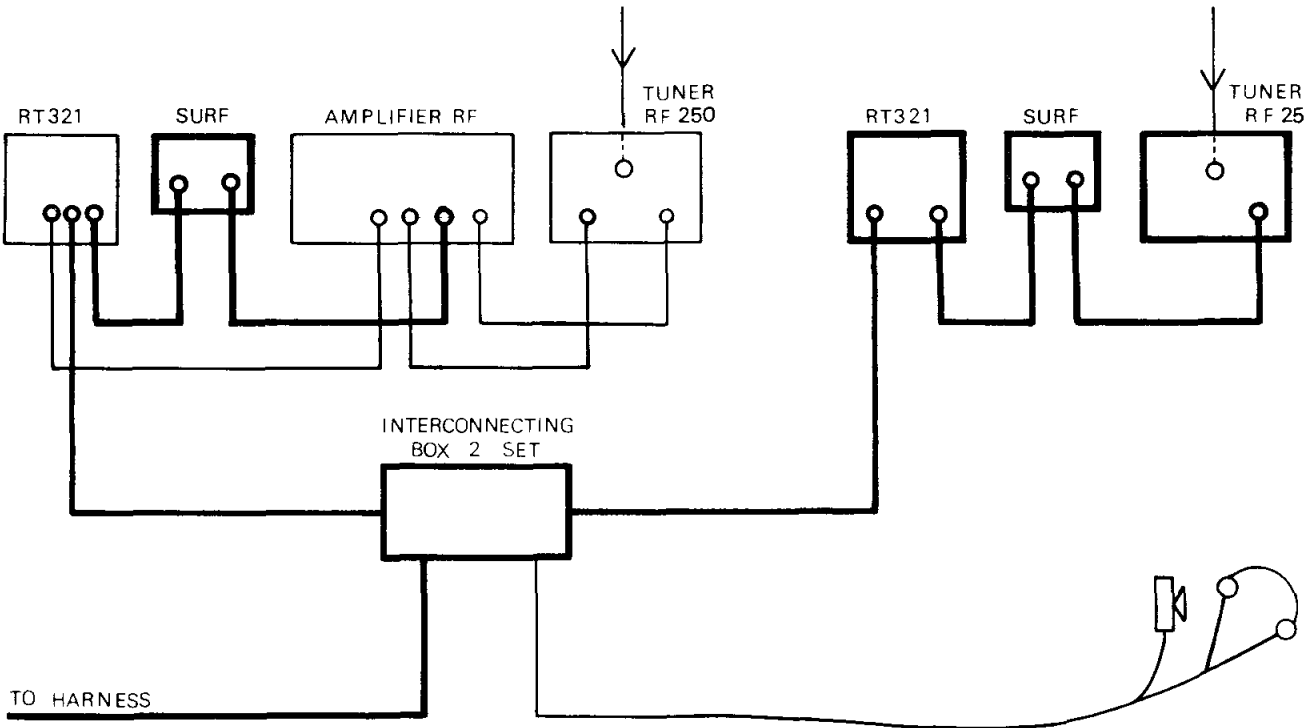 TUNER
RF 250
TUNER
RF 25
RT321
SURF
AMPLIFIER RF
RT321
SURF
INTERCONNECTING
BOX 2 SET
TO HARNESS